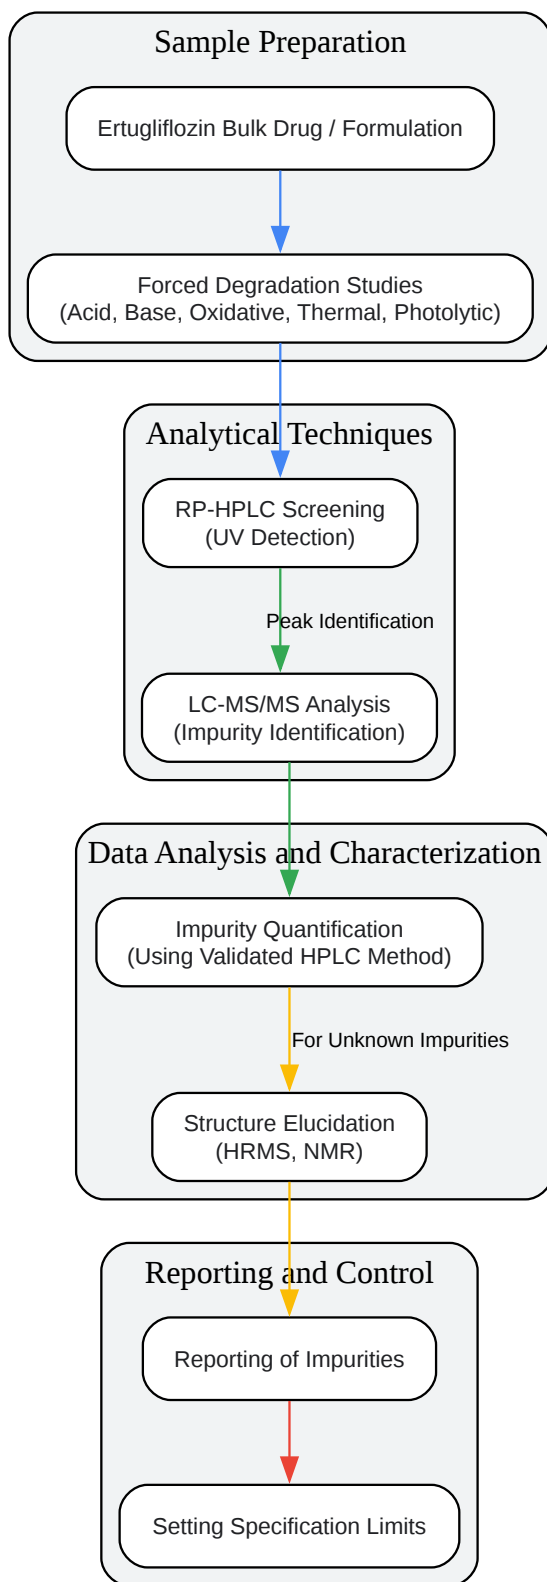 Sample Preparation
Ertugliflozin Bulk Drug / Formulation
Forced Degradation Studies
(Acid, Base, Oxidative, Thermal, Photolytic)
Analytical Techniques
RP-HPLC Screening
(UV Detection)
Peak Identification
LC-MS/MS Analysis
(Impurity Identification)
Data Analysis and Characterization
Impurity Quantification
(Using Validated HPLC Method)
For Unknown Impurities
Structure Elucidation
(HRMS, NMR)
Reporting and Control
Reporting of Impurities
Setting Specification Limits